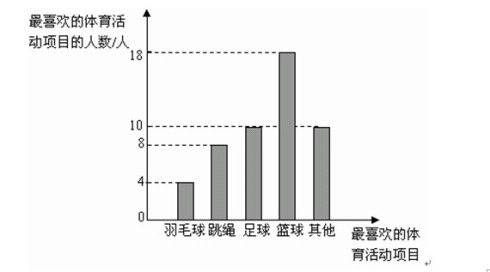 最喜欢的体育活
动项目的人数/人
18
10
8
4
0
羽毛球 跳绳 足球 篮球 其他
最喜欢的体
育活动项目